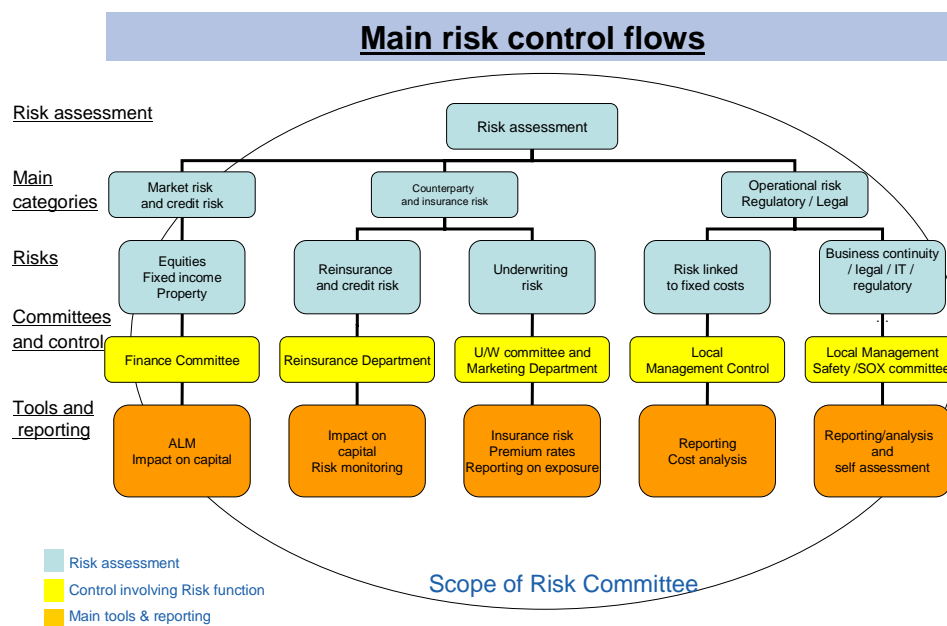 Main risk control flows
Risk assessment
Risk assessment
Main
categories
Market risk
and credit risk
Counterparty
and insurance risk
Operational risk
Regulatory / Legal
Risks
Equities
Fixed income
Property
Reinsurance
and credit risk
Underwriting
risk
Risk linked
to fixed costs
Business continuity
/ legal / IT /
regulatory
...
Committees
and control
Finance Committee
Reinsurance Department
U/W committee and
Marketing Department
Local
Management Control
Local Management
Safety /SOX committee
Tools and
reporting
ALM
Impact on capital
Impact on
capital
Risk monitoring
Insurance risk
Premium rates
Reporting on exposure
Reporting
Cost analysis
Reporting/analysis
and
self assessment
Risk assessment
Control involving Risk function
Main tools & reporting
Scope of Risk Committee